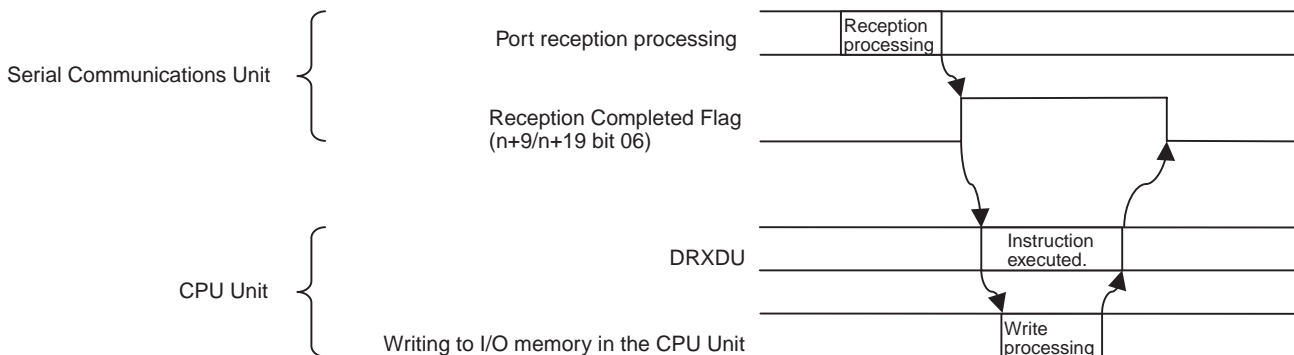 Port reception processing
Reception
processing
Serial Communications Unit
Reception Completed Flag
(n+9/n+19 bit 06)
DRXDU
Instruction
executed.
CPU Unit
Writing to I/O memory in the CPU Unit
Write
processing